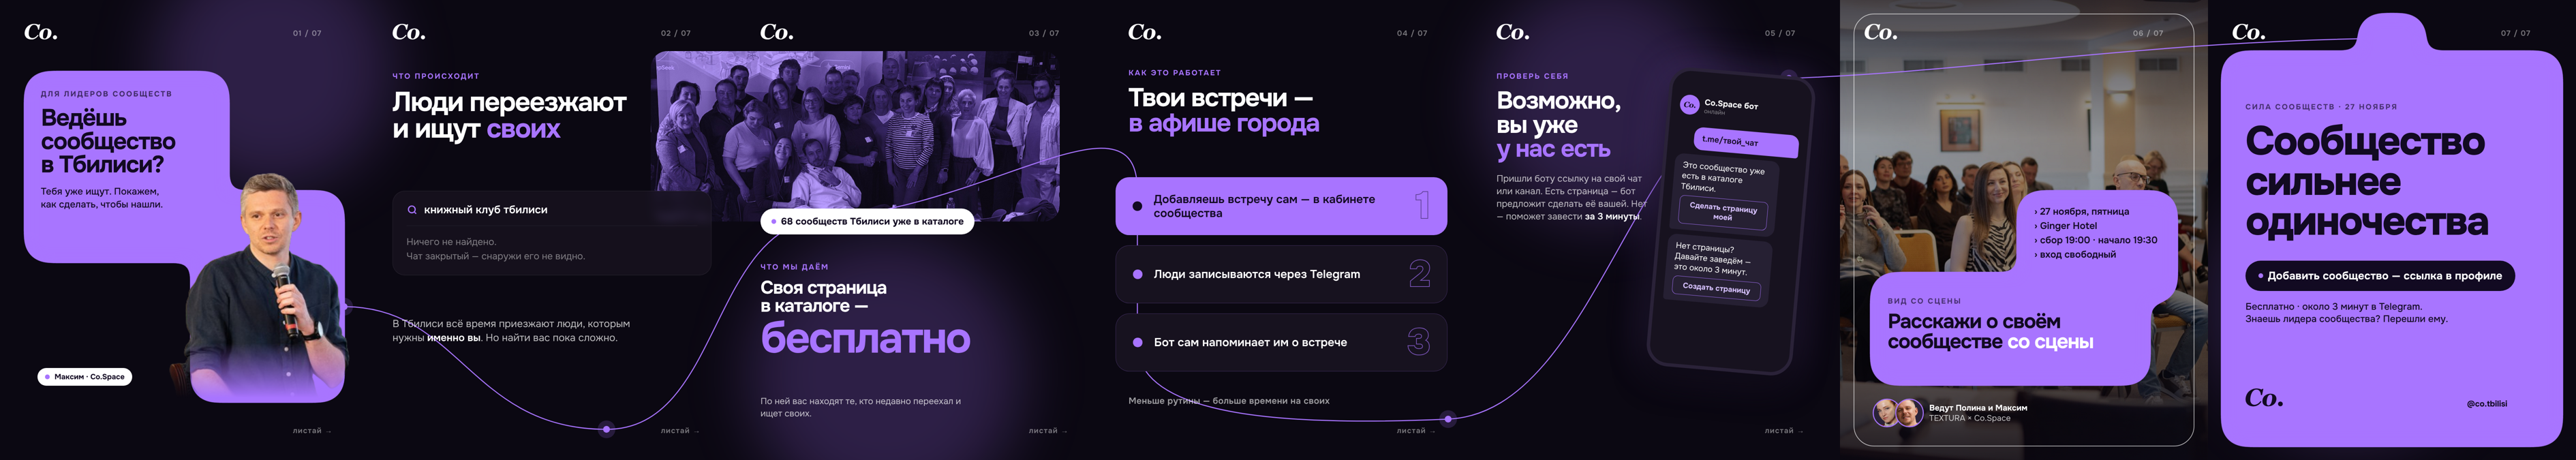 Co.
01 / 07
ДЛЯ ЛИДЕРОВ СООБЩЕСТВ
Ведёшь
сообщество
в Тбилиси?
Тебя уже ищут. Покажем,
как сделать, чтобы нашли.
Максим · Co.Space
листай →
Co.
02 / 07
ЧТО ПРОИСХОДИТ
Люди переезжают
и ищут своих
книжный клуб тбилиси
Ничего не найдено.
Чат закрытый — снаружи его не видно.
В Тбилиси всё время приезжают люди, которым
нужны именно вы. Но найти вас пока сложно.
листай →
Co.
03 / 07
68 сообществ Тбилиси уже в каталоге
ЧТО МЫ ДАЁМ
Своя страница
в каталоге —
бесплатно
По ней вас находят те, кто недавно переехал и
ищет своих.
листай →
Co.
04 / 07
КАК ЭТО РАБОТАЕТ
Твои встречи —
в афише города
Добавляешь встречу сам — в кабинете
сообщества
1
Люди записываются через Telegram
2
Бот сам напоминает им о встрече
3
Меньше рутины — больше времени на своих
листай →
Co.
05 / 07
ПРОВЕРЬ СЕБЯ
Возможно,
вы уже
у нас есть
Пришли боту ссылку на свой чат
или канал. Есть страница — бот
предложит сделать её вашей. Нет
— поможет завести за 3 минуты.
Co.
Co.Space бот
онлайн
t.me/твой_чат
Это сообщество уже
есть в каталоге
Тбилиси.
Сделать страницу
моей
Нет страницы?
Давайте заведём —
это около 3 минут.
Создать страницу
листай →
Co.
06 / 07
› 27 ноября, пятница
› Ginger Hotel
› сбор 19:00 · начало 19:30
› вход свободный
ВИД СО СЦЕНЫ
Расскажи о своём
сообществе со сцены
Ведут Полина и Максим
TEXTURA × Co.Space
Co.
07 / 07
СИЛА СООБЩЕСТВ · 27 НОЯБРЯ
Сообщество
сильнее
одиночества
Добавить сообщество — ссылка в профиле
Бесплатно · около 3 минут в Telegram.
Знаешь лидера сообщества? Перешли ему.
Co.
@co.tbilisi